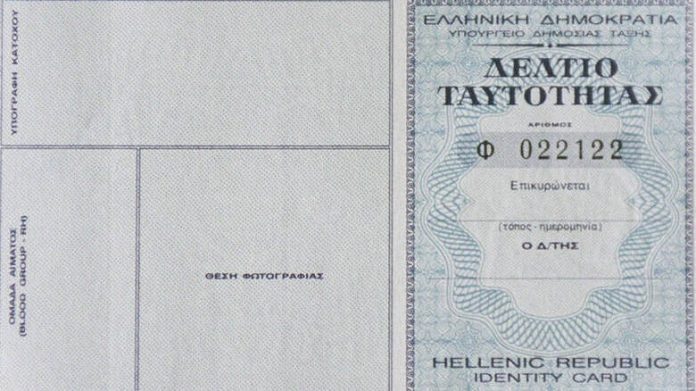 ΥΠΟΓΡΑΦΗ ΚΑΤΟΧΟΥ
ΟΜΑΔΑ ΑΙΜΑΤΟΣ
(BLOOD GROUP - RH)
ΘΕΣΗ ΦΩΤΟΓΡΑΦΙΑΣ
ΕΛΛΗΝΙΚΗ ΔΗΜΟΚΡΑΤΙΑ
ΥΠΟΥΡΓΕΙΟ ΔΗΜΟΣΙΑΣ ΤΑΞΗΣ
ΔΕΛΤΙΟ
ΤΑΥΤΟΤΗΤΑΣ
ΑΡΙΘΜΟΣ
Φ 022122
Επικυρώνεται
(τόπος - ημερομηνία)
Ο Δ/ΤΗΣ
HELLENIC REPUBLIC
IDENTITY CARD